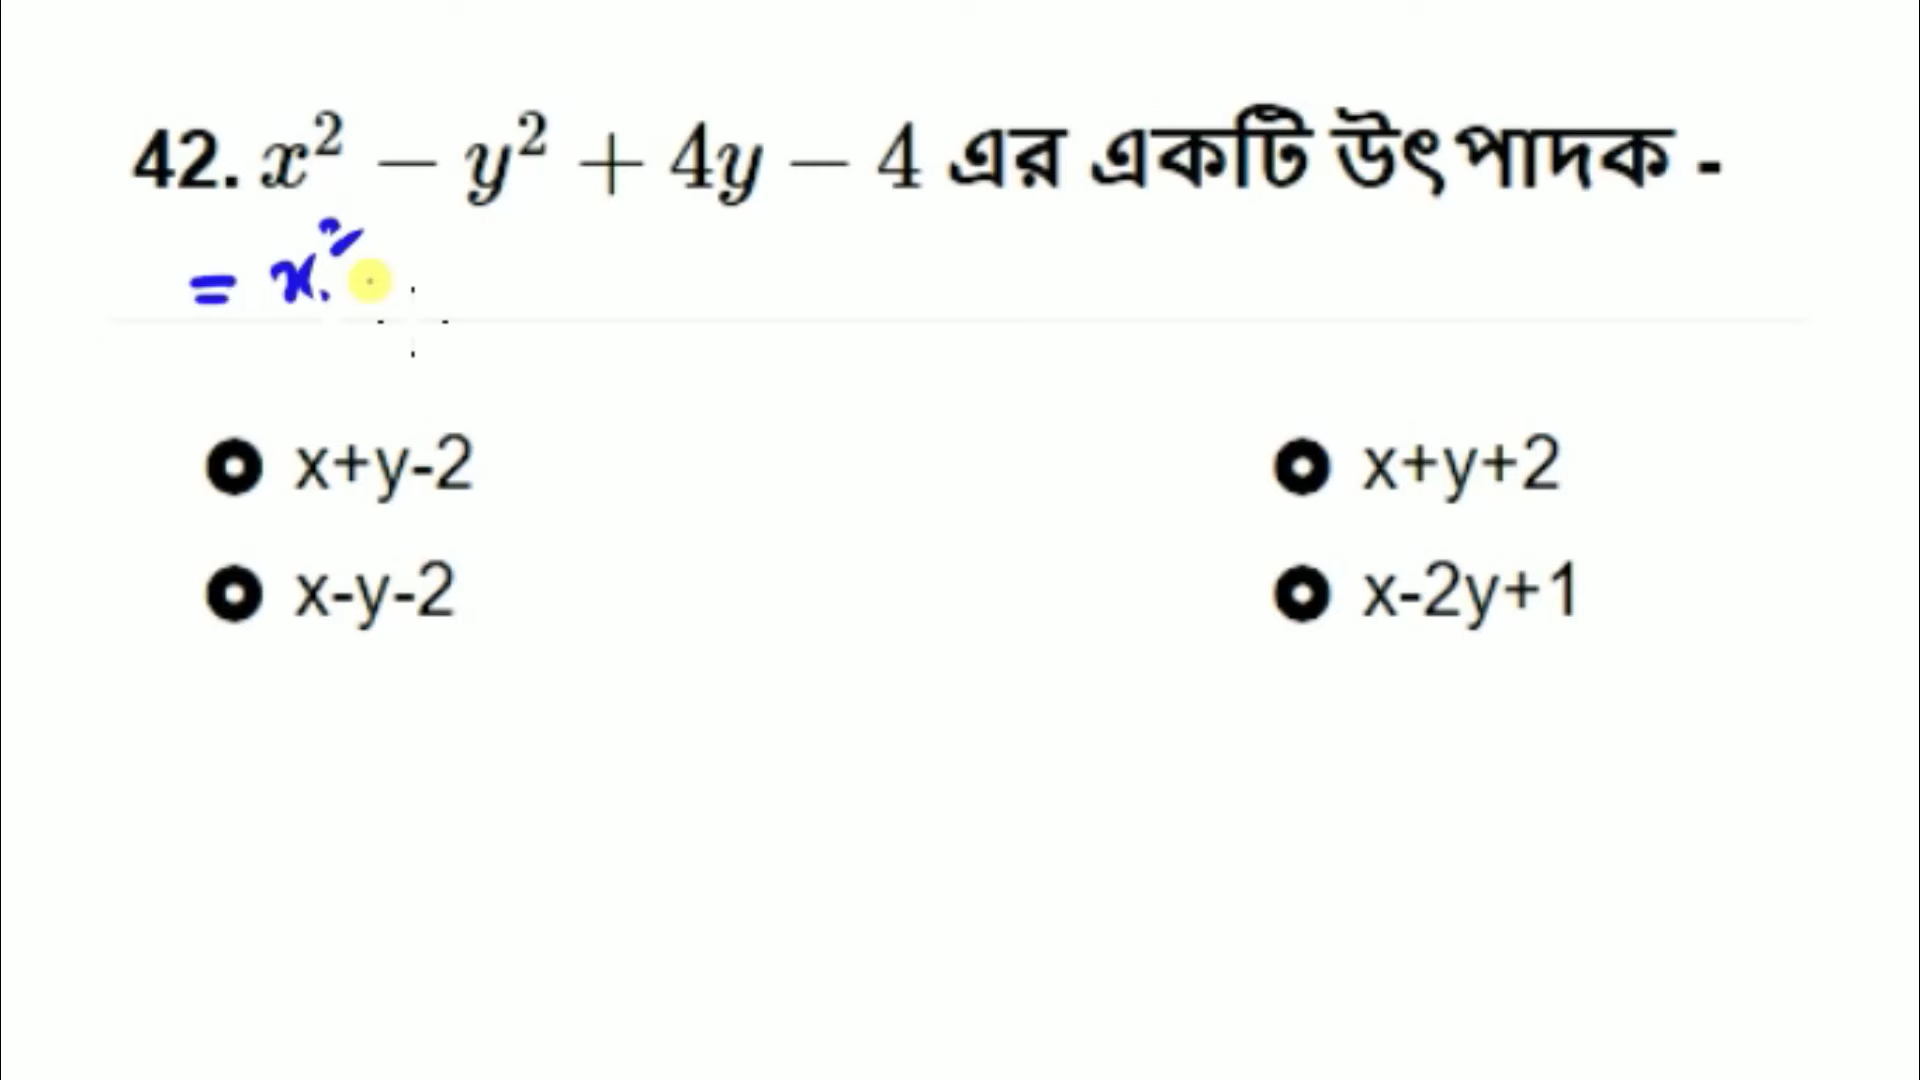 42. x² − y² + 4y − 4 এর একটি উৎপাদক -
= x²
x+y-2
x+y+2
x-y-2
x-2y+1